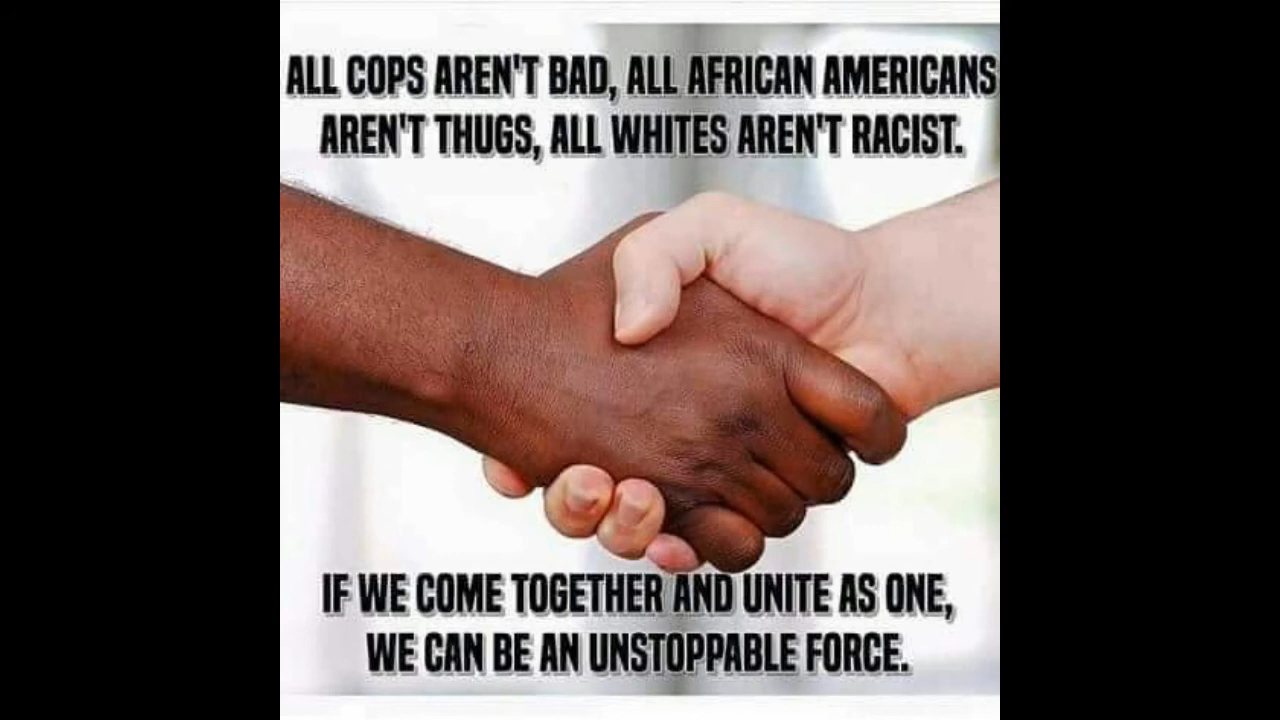 ALL COPS AREN'T BAD, ALL AFRICAN AMERICANS
AREN'T THUGS, ALL WHITES AREN'T RACIST.
IF WE COME TOGETHER AND UNITE AS ONE,
WE CAN BE AN UNSTOPPABLE FORCE.